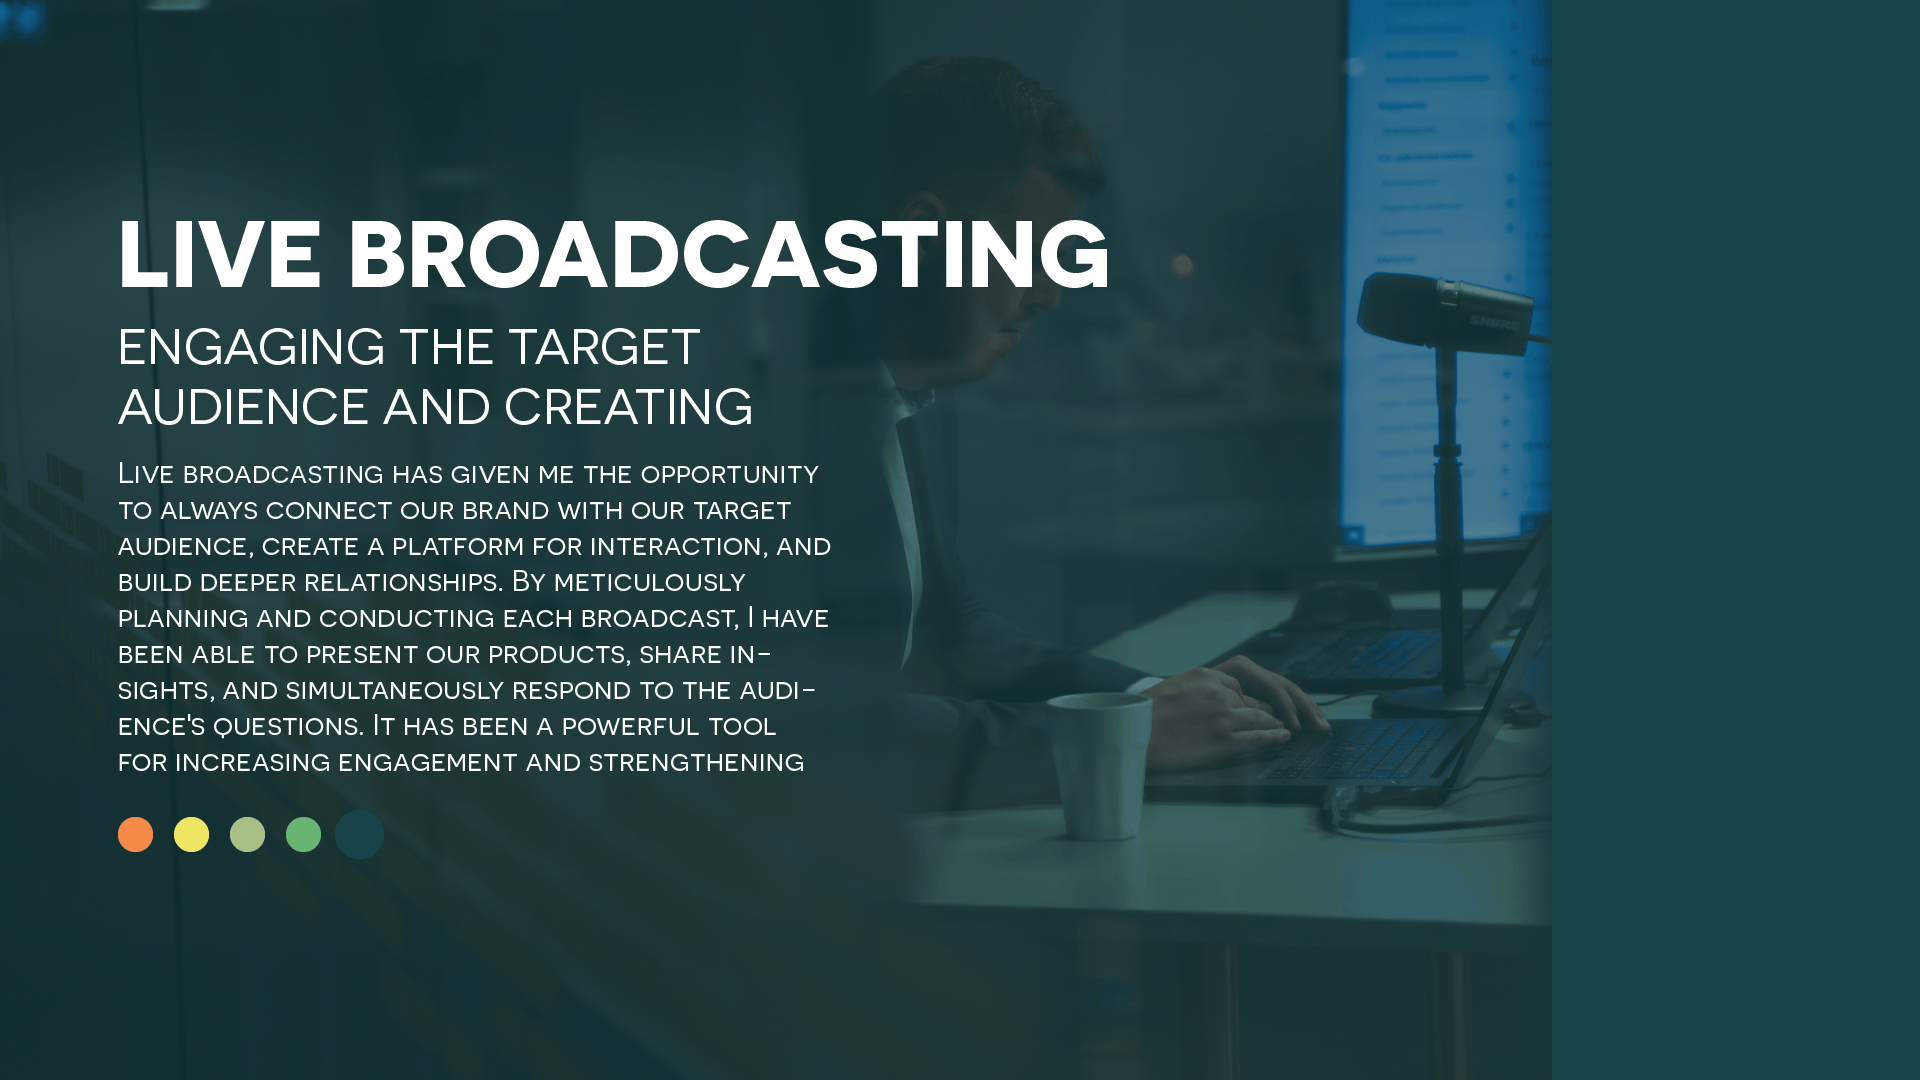 LIVE BROADCASTING
ENGAGING THE TARGET
AUDIENCE AND CREATING
Live broadcasting has given me the opportunity
to always connect our brand with our target
audience, create a platform for interaction, and
build deeper relationships. By meticulously
planning and conducting each broadcast, I have
been able to present our products, share in-
sights, and simultaneously respond to the audi-
ence's questions. It has been a powerful tool
for increasing engagement and strengthening
SHURE